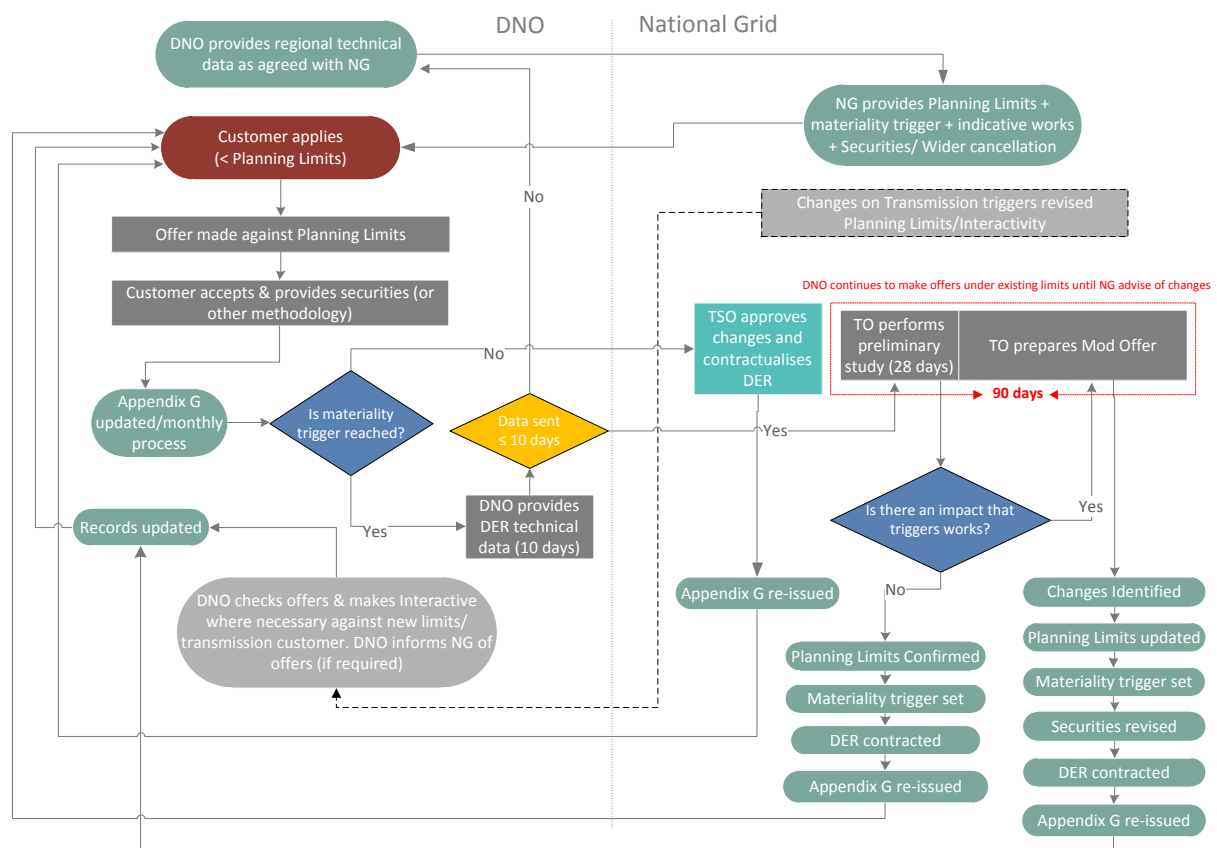 DNO
National Grid
DNO provides regional technical
data as agreed with NG
NG provides Planning Limits +
materiality trigger + indicative works
+ Securities/ Wider cancellation
Customer applies
(< Planning Limits)
No
Changes on Transmission triggers revised
Planning Limits/Interactivity
Offer made against Planning Limits
Customer accepts & provides securities (or
other methodology)
DNO continues to make offers under existing limits until NG advise of changes
TSO approves
changes and
contractualises
DER
TO performs
preliminary
study (28 days)
TO prepares Mod Offer
No
90 days
Appendix G
updated/monthly
process
Is materiality
trigger reached?
Data sent
≤ 10 days
Yes
Yes
DNO provides
DER technical
data (10 days)
Is there an impact that
triggers works?
Yes
Records updated
No
DNO checks offers & makes Interactive
where necessary against new limits/
transmission customer. DNO informs NG of
offers (if required)
Appendix G re-issued
Planning Limits Confirmed
Materiality trigger set
DER contracted
Appendix G re-issued
Changes Identified
Planning Limits updated
Materiality trigger set
Securities revised
DER contracted
Appendix G re-issued